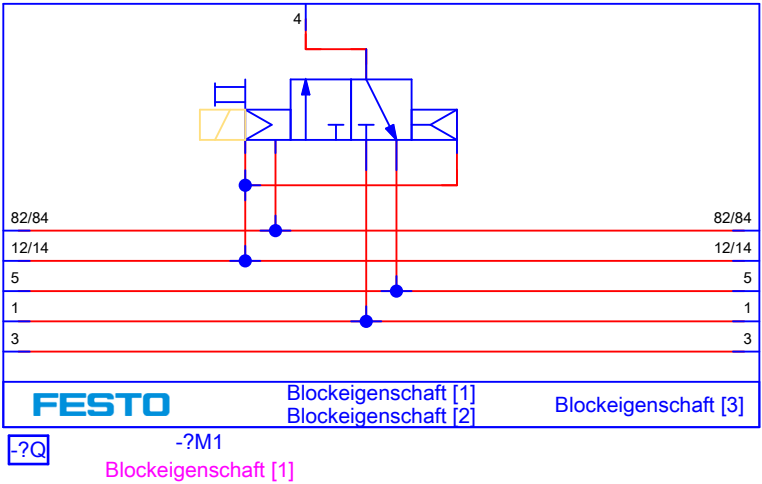 4
82/84 82/84
12/14 12/14
5 5
1 1
3 3
FESTO
Blockeigenschaft [1]
Blockeigenschaft [2]
Blockeigenschaft [3]
-?Q
-?M1
Blockeigenschaft [1]